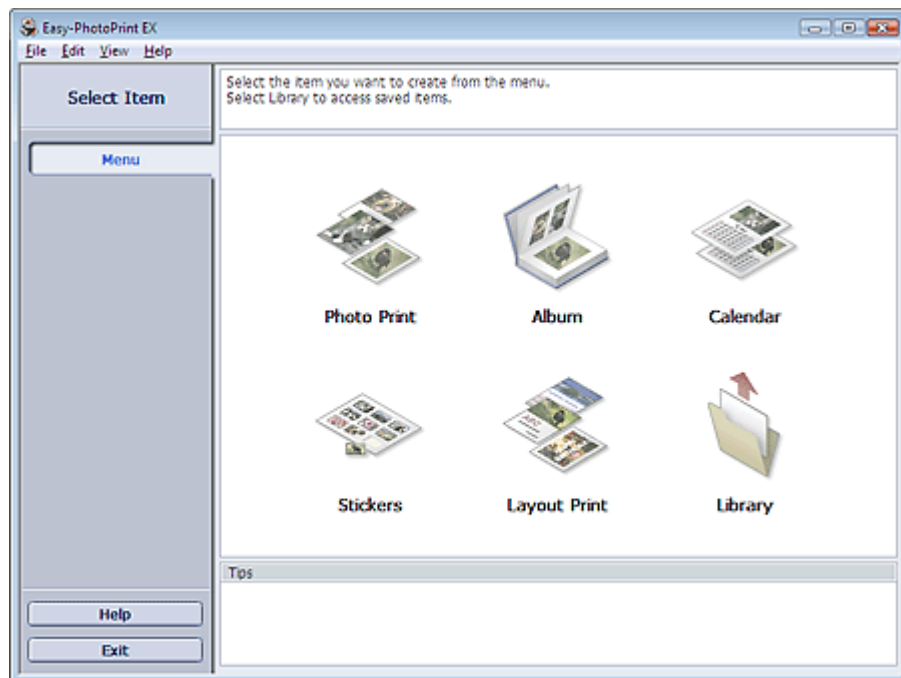 Easy-PhotoPrint EX
File Edit View Help
Select Item
Select the item you want to create from the menu.
Select Library to access saved items.
Menu
Photo Print
Album
Calendar
Stickers
Layout Print
Library
Tips
Help
Exit